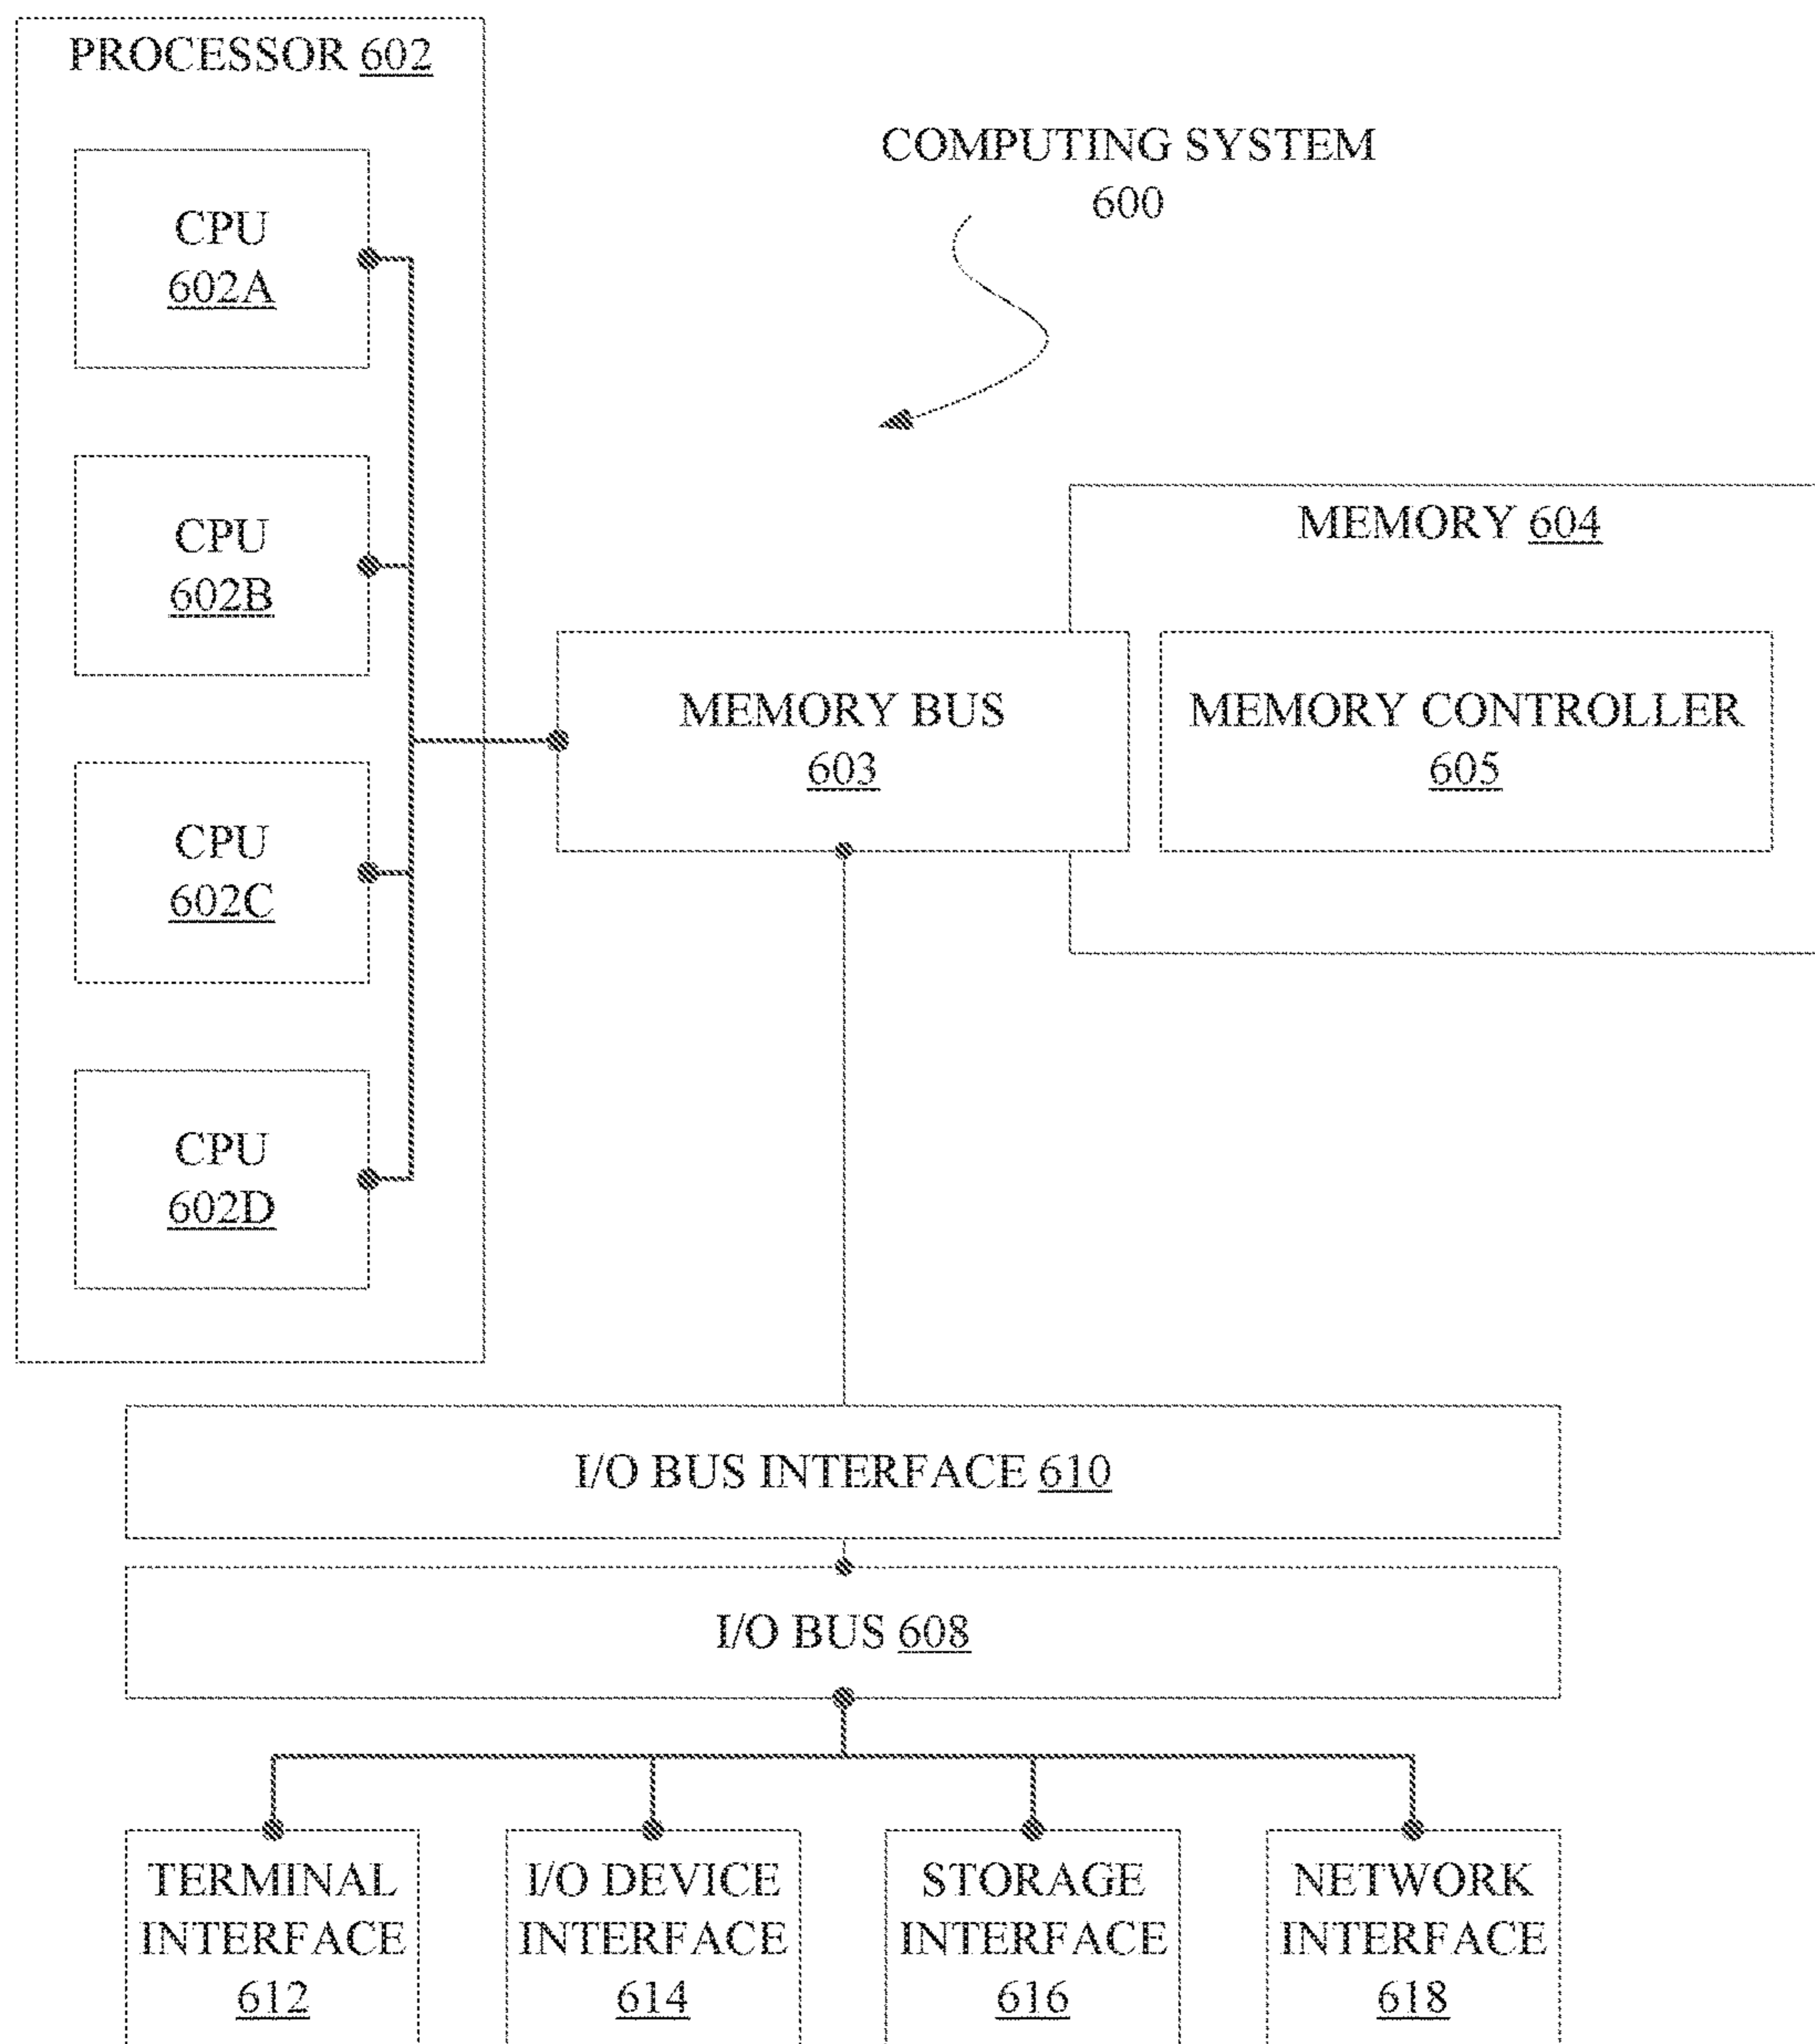 PROCESSOR 602
CPU
602A
CPU
602B
CPU
602C
CPU
602D
COMPUTING SYSTEM
600
MEMORY 604
MEMORY BUS
603
MEMORY CONTROLLER
605
I/O BUS INTERFACE 610
I/O BUS 608
TERMINAL
INTERFACE
612
I/O DEVICE
INTERFACE
614
STORAGE
INTERFACE
616
NETWORK
INTERFACE
618